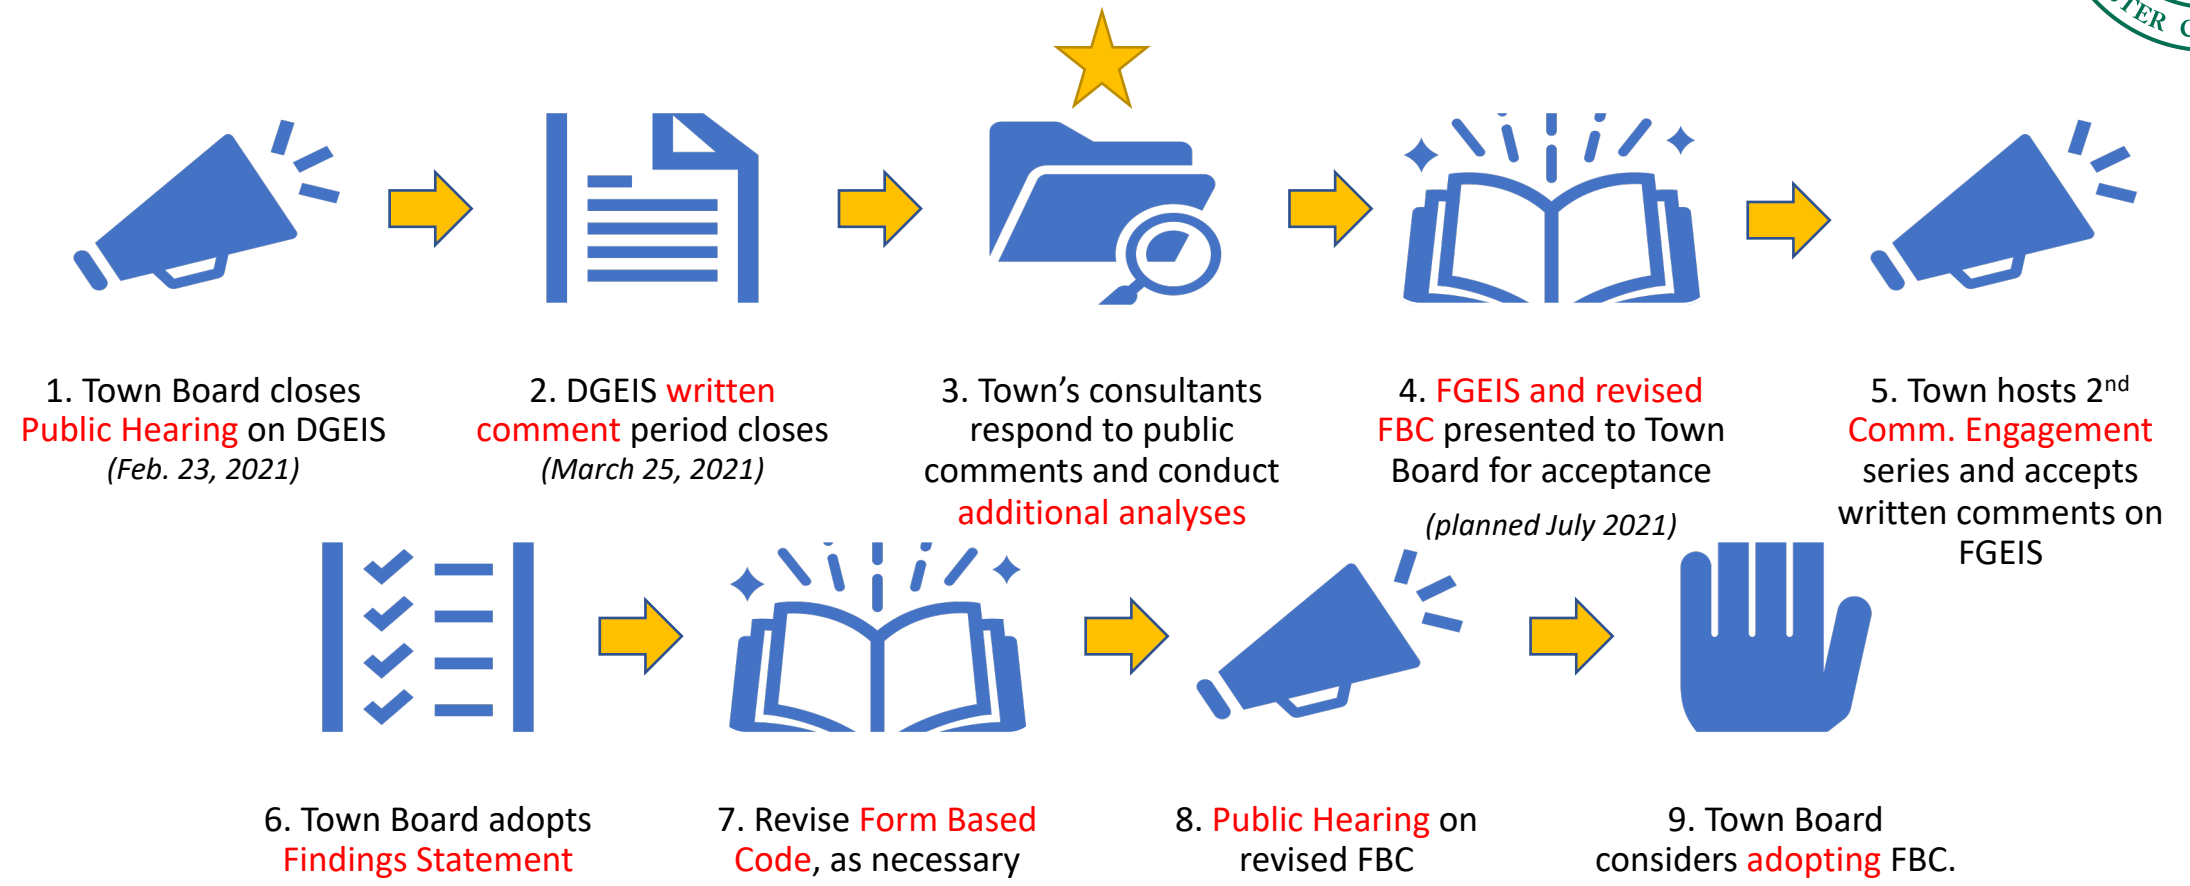 1. Town Board closes
Public Hearing on DGEIS
(Feb. 23, 2021)
2. DGEIS written
comment period closes
(March 25, 2021)
3. Town’s consultants
respond to public
comments and conduct
additional analyses
4. FGEIS and revised
FBC presented to Town
Board for acceptance
(planned July 2021)
5. Town hosts 2nd
Comm. Engagement
series and accepts
written comments on
FGEIS
6. Town Board adopts
Findings Statement
7. Revise Form Based
Code, as necessary
8. Public Hearing on
revised FBC
9. Town Board
considers adopting FBC.